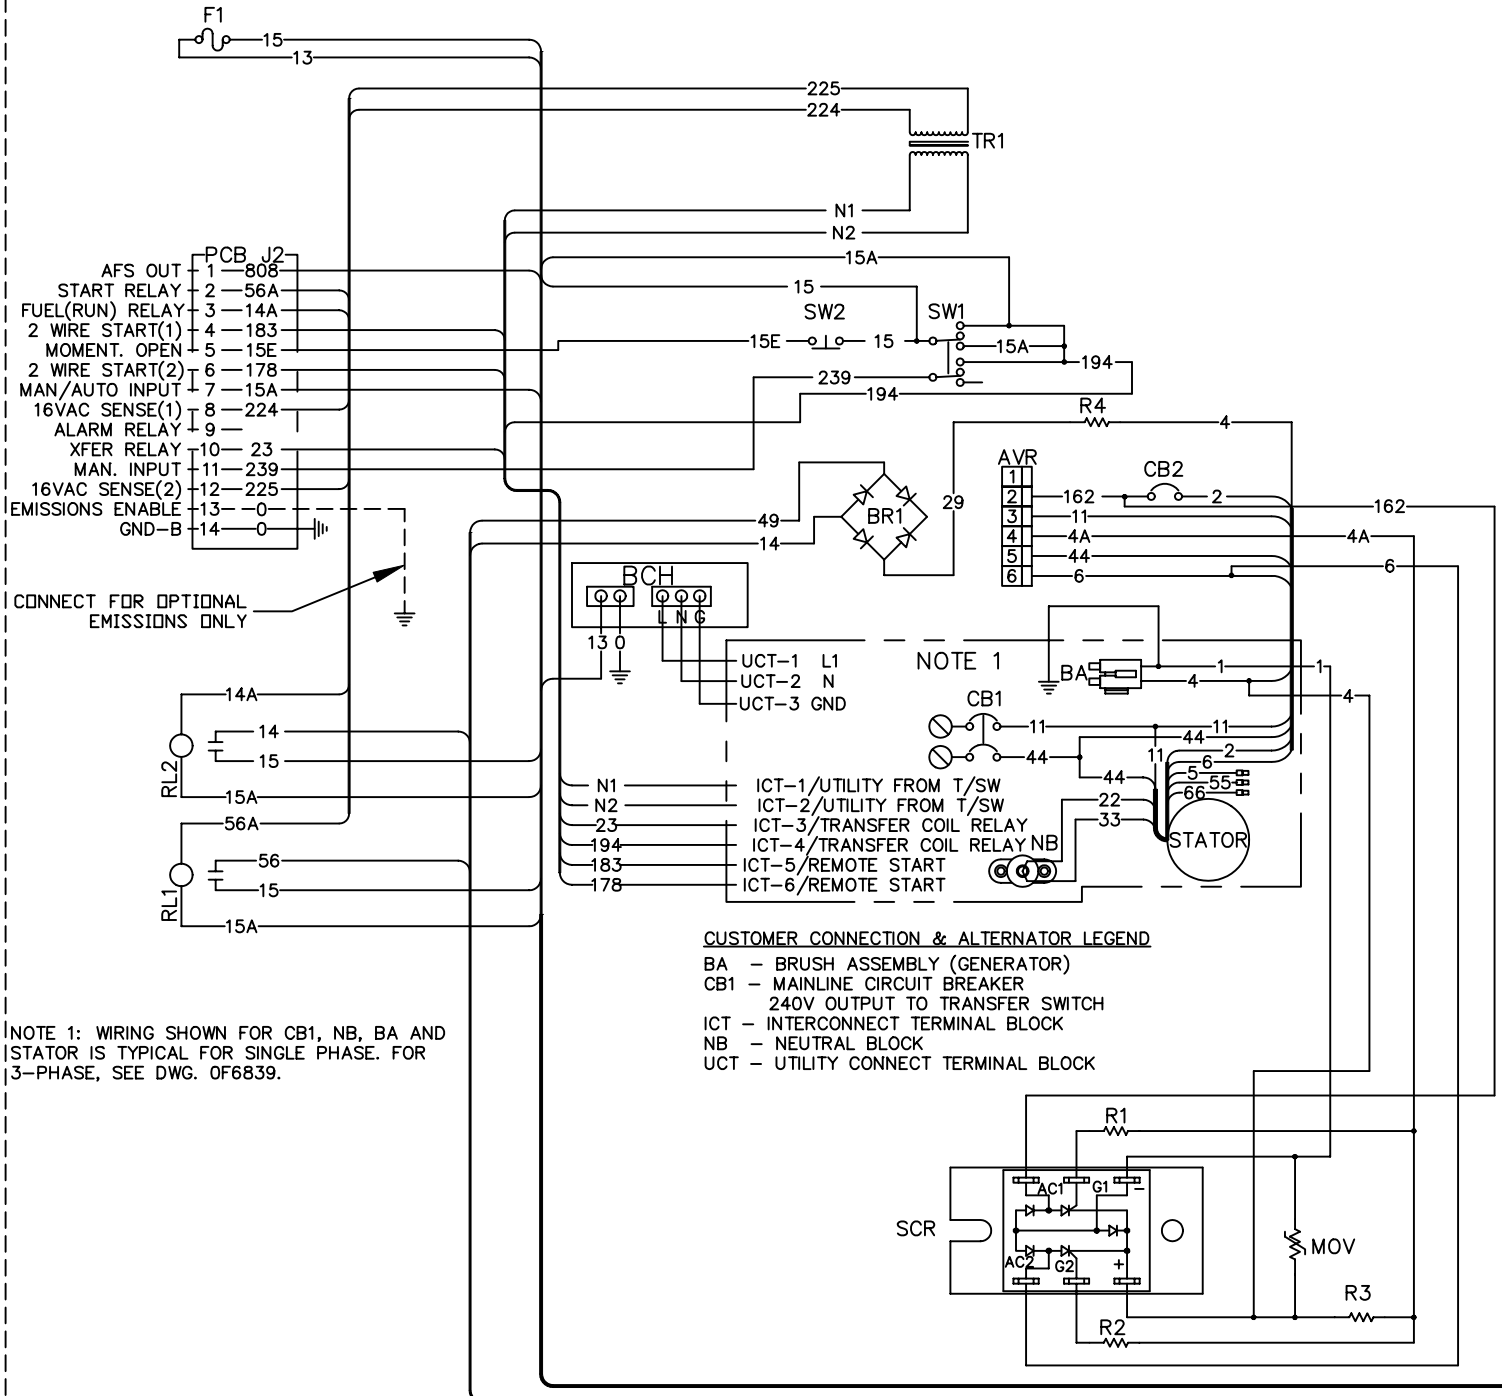 F1
15
13
225
224
TR1
N1
N2
15A
15
SW2
SW1
15E
15
15A
194
239
194
PCB J2
AFS OUT 1 808
START RELAY 2 56A
FUEL(RUN) RELAY 3 14A
2 WIRE START(1) 4 183
MOMENT. OPEN 5 15E
2 WIRE START(2) 6 178
MAN/AUTO INPUT 7 15A
16VAC SENSE(1) 8 224
ALARM RELAY 9
XFER RELAY 10 23
MAN. INPUT 11 239
16VAC SENSE(2) 12 225
EMISSIONS ENABLE 13 0
GND-B 14 0
CONNECT FOR OPTIONAL
EMISSIONS ONLY
R4
4
29
49
14
BR1
AVR
1
2 162
3 11
4 4A
5 44
6 6
CB2
2
162
4A
6
BCH
L N G
13 0
UCT-1 L1
UCT-2 N
UCT-3 GND
NOTE 1
BA
1
1
4
4
CB1
11
11
44
44
11
2
6
5
55
66
44
22
33
STATOR
14A
14
15
RL2
15A
56A
56
15
RL1
15A
N1 ICT-1/UTILITY FROM T/SW
N2 ICT-2/UTILITY FROM T/SW
23 ICT-3/TRANSFER COIL RELAY
194 ICT-4/TRANSFER COIL RELAY
183 ICT-5/REMOTE START
178 ICT-6/REMOTE START
NB
CUSTOMER CONNECTION & ALTERNATOR LEGEND
BA - BRUSH ASSEMBLY (GENERATOR)
CB1 - MAINLINE CIRCUIT BREAKER
240V OUTPUT TO TRANSFER SWITCH
ICT - INTERCONNECT TERMINAL BLOCK
NB - NEUTRAL BLOCK
UCT - UTILITY CONNECT TERMINAL BLOCK
NOTE 1: WIRING SHOWN FOR CB1, NB, BA AND
STATOR IS TYPICAL FOR SINGLE PHASE. FOR
3-PHASE, SEE DWG. 0F6839.
R1
AC1
G1
-
SCR
AC2
G2
+
MOV
R3
R2